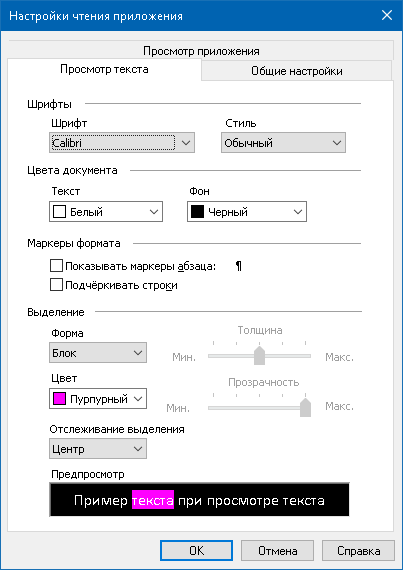 Настройки чтения приложения
Просмотр приложения
Просмотр текста
Общие настройки
Шрифты
Шрифт Стиль
Calibri Обычный
Цвета документа
Текст Фон
Белый Черный
Маркеры формата
Показывать маркеры абзаца: ¶
Подчёркивать строки
Выделение
Форма Толщина
Блок Мин. Макс.
Цвет Прозрачность
Пурпурный Мин. Макс.
Отслеживание выделения
Центр
Предпросмотр
Пример текста при просмотре текста
OK Отмена Справка